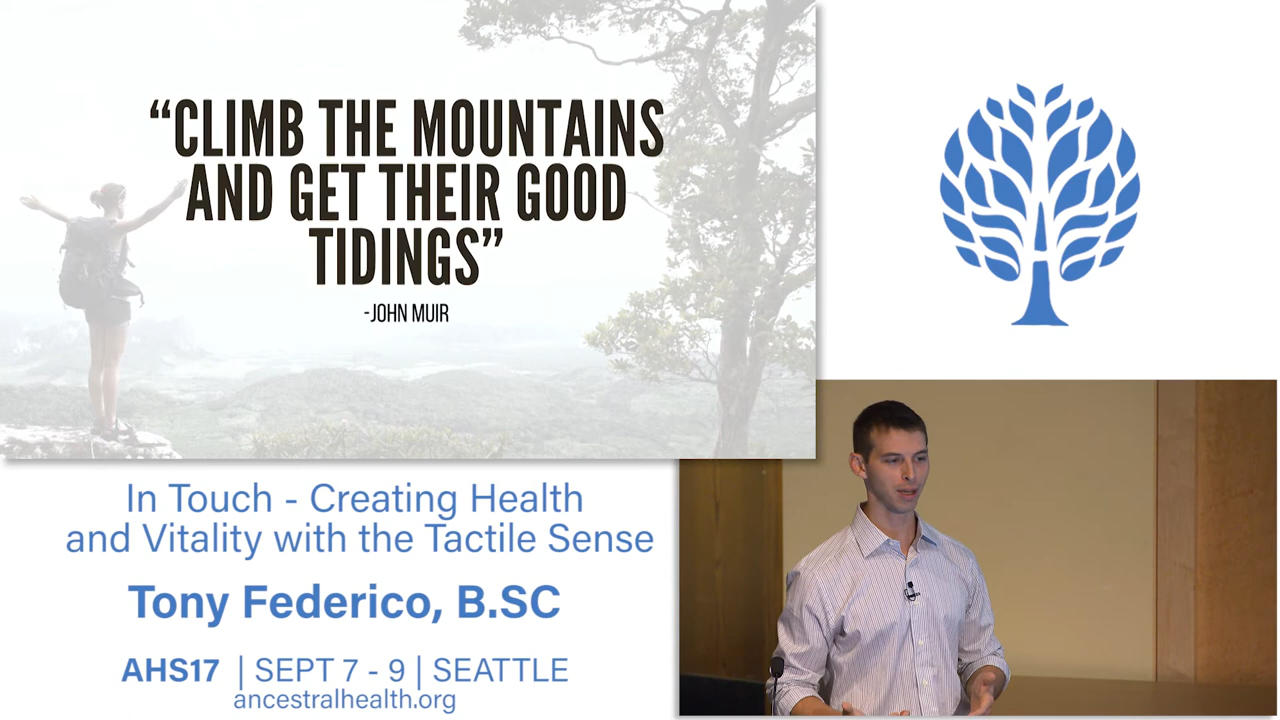 “CLIMB THE MOUNTAINS
AND GET THEIR GOOD
TIDINGS”
-JOHN MUIR
In Touch - Creating Health
and Vitality with the Tactile Sense
Tony Federico, B.SC
AHS17 | SEPT 7 - 9 | SEATTLE
ancestralhealth.org